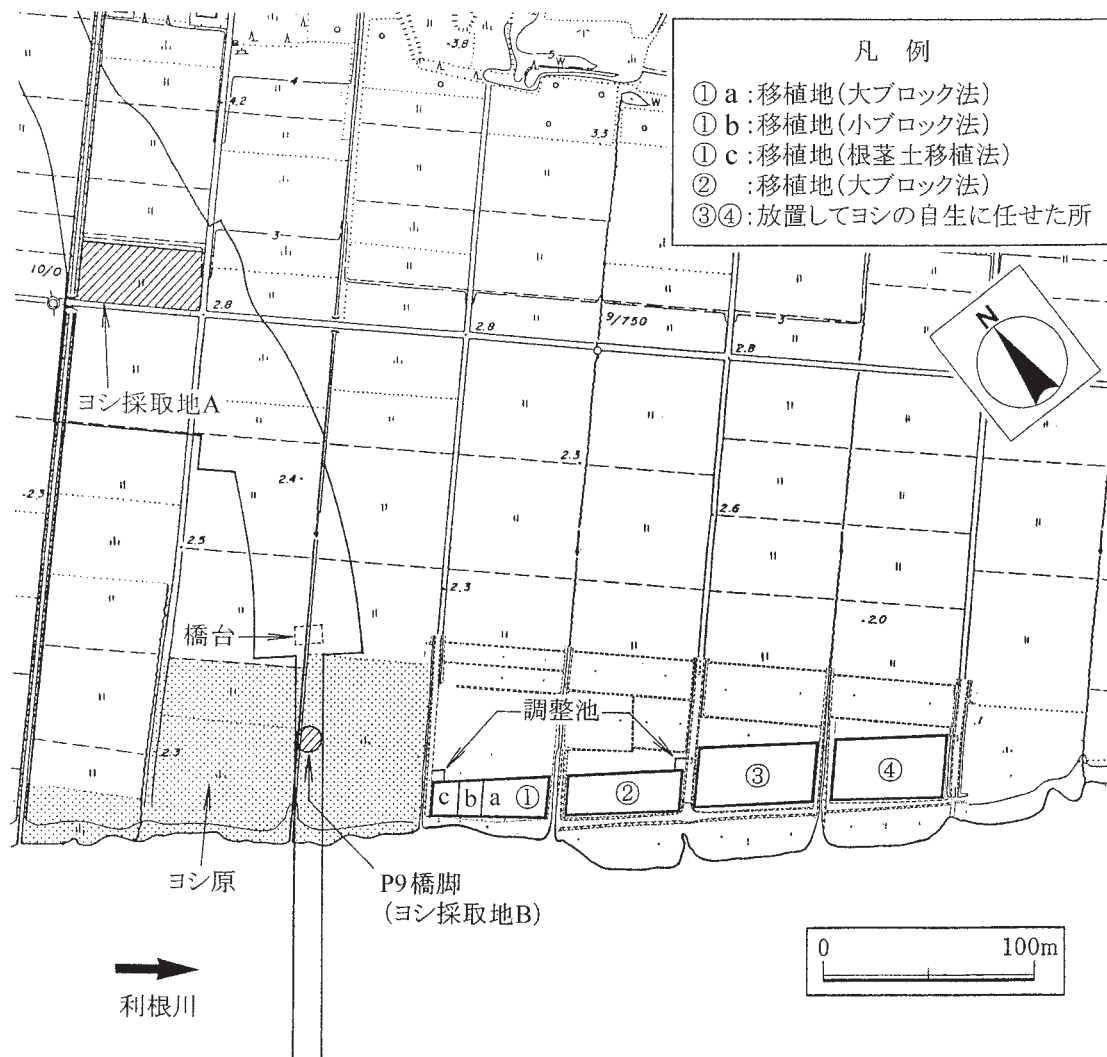 凡 例
① a：移植地(大ブロック法)
① b：移植地(小ブロック法)
① c：移植地(根茎土移植法)
②　：移植地(大ブロック法)
③④：放置してヨシの自生に任せた所
3.8
5
W
W
4
4.2
3.3
3
10/0
2.8
2.8
9/750
3
2.8
N
ヨシ採取地A
2.3
2.4
2.3
2.6
2.5
2.3
2.0
橋台
調整池
2.3
c b a ①
②
③
④
ヨシ原
P9橋脚
(ヨシ採取地B)
0 100m
利根川